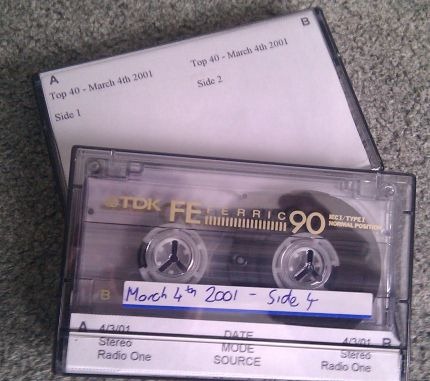 A
B
Top 40 - March 4th 2001
Top 40 - March 4th 2001
Side 1
Side 2
TDK FE FERRIC 90 IEC I/TYPE I
NORMAL POSITION
B March 4th 2001 - Side 4
A 4/3/01 DATE 4/3/01 B
Stereo MODE Stereo
Radio One SOURCE Radio One